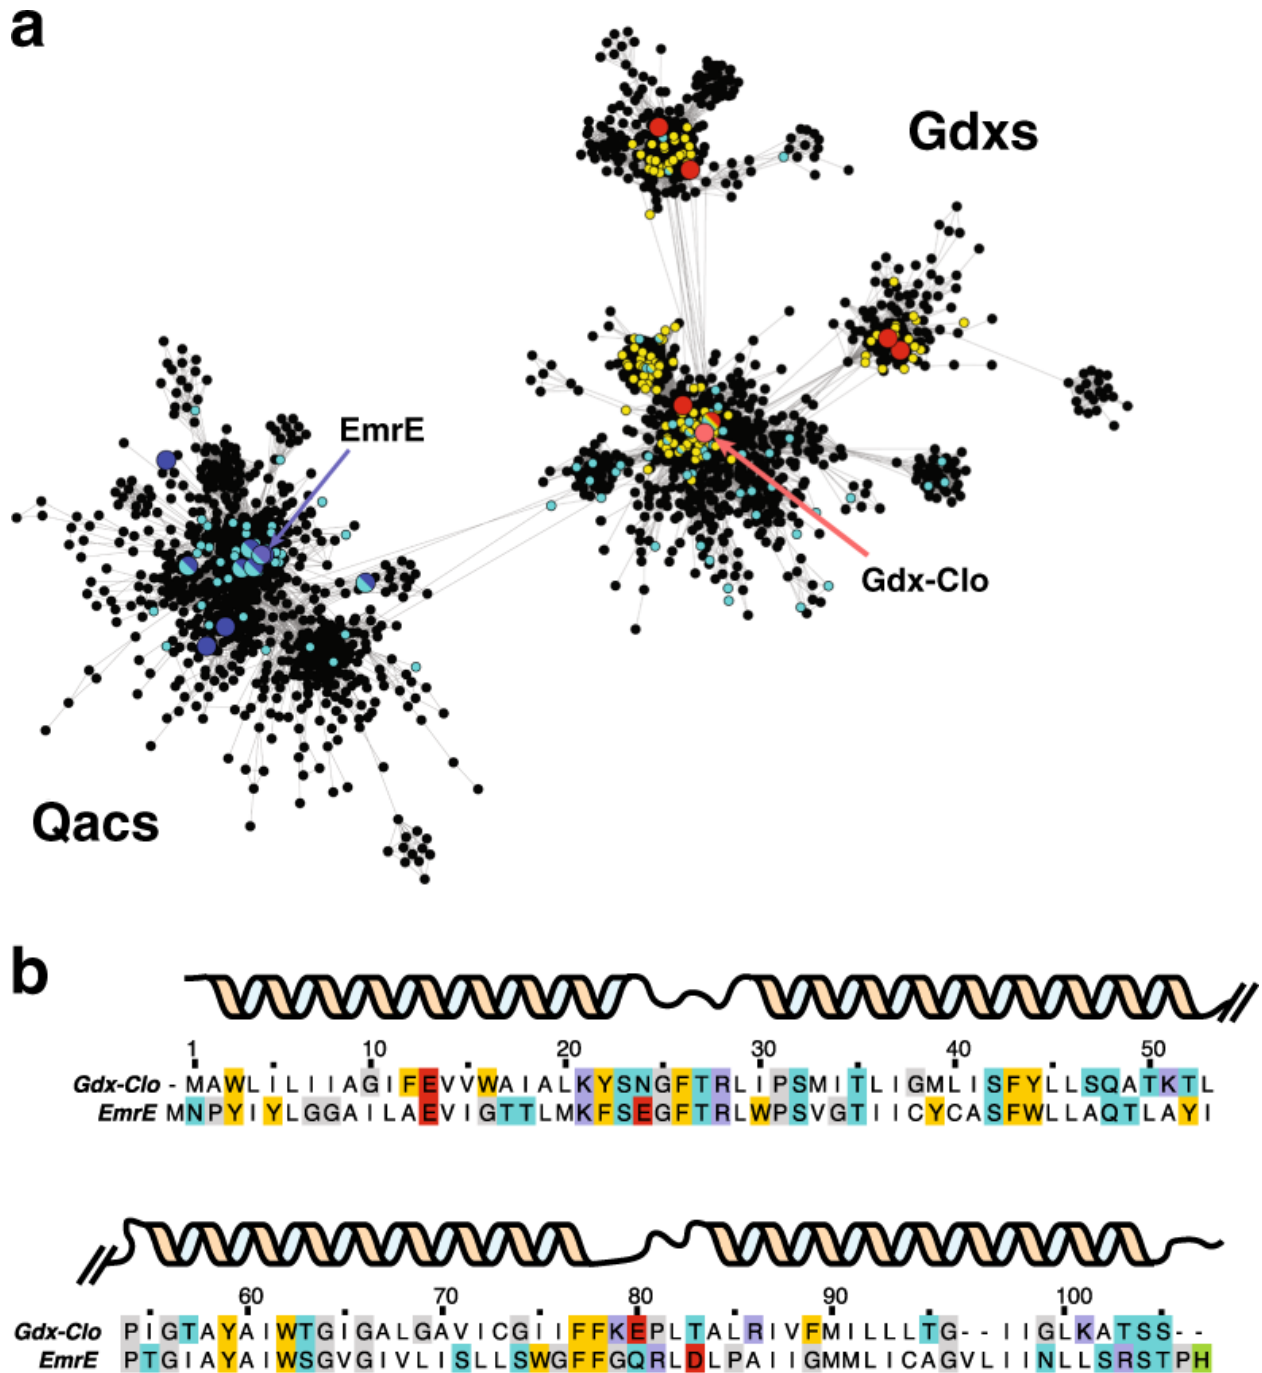 a
Gdxs
EmrE
Gdx-Clo
Qacs
b
1 10 20 30 40 50
Gdx-Clo -MAWLILIIAGIFEVVWAIALKYSNGFTRLIPSMITLIGMLISFYLLSQATKTL
EmrE MNPYIYLGGAILAEVIGTTLMKFSEGFTRLWPSVGTIICYCASFWLLAQTLAYI
60 70 80 90 100
Gdx-Clo PIGTAYAIWTGIGALGAVICGIIFFKEPLTALRIVFMILLLTG--IIGLKATSS--
EmrE PTGIAYAIWSGVGIVLISLLSWGFFGQRLDLPAIIGMMLICAGVLIINLLSRSTPH